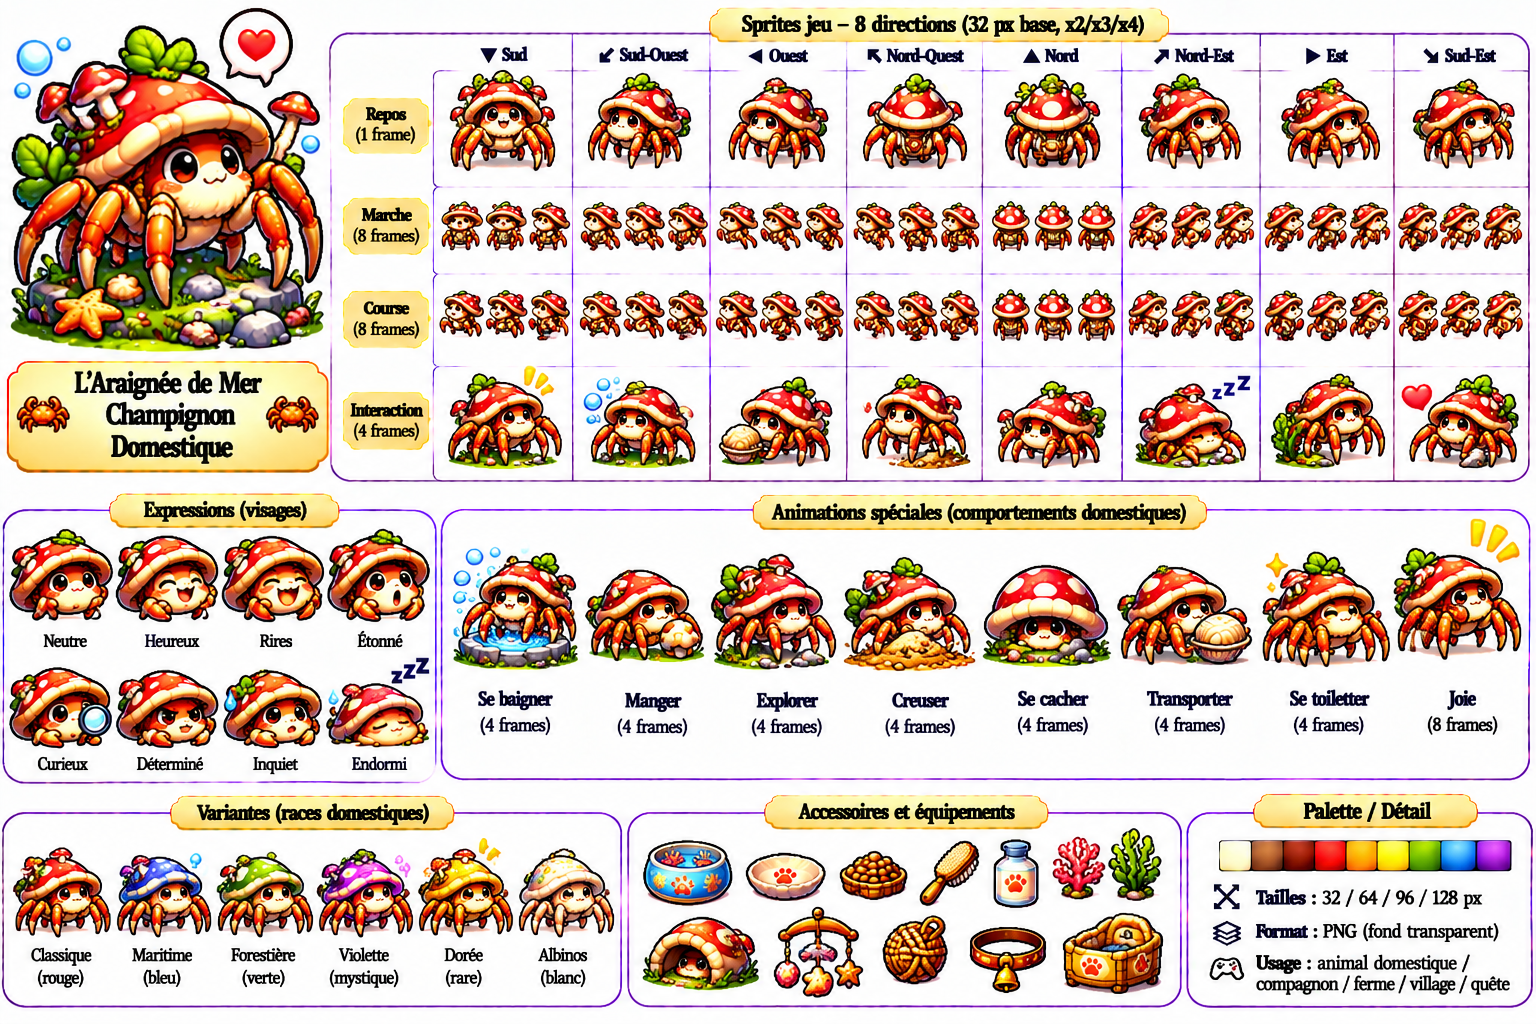 Sprites jeu – 8 directions (32 px base, x2/x3/x4)
▼ Sud
↙ Sud-Ouest
◀ Ouest
↖ Nord-Quest
▲ Nord
↗ Nord-Est
▶ Est
↘ Sud-Est
Repos
(1 frame)
Marche
(8 frames)
Course
(8 frames)
Interaction
(4 frames)
zzZ
L'Araignée de Mer
Champignon
Domestique
Expressions (visages)
Neutre
Heureux
Rires
Étonné
zzZ
Curieux
Déterminé
Inquiet
Endormi
Animations spéciales (comportements domestiques)
Se baigner
(4 frames)
Manger
(4 frames)
Explorer
(4 frames)
Creuser
(4 frames)
Se cacher
(4 frames)
Transporter
(4 frames)
Se toiletter
(4 frames)
Joie
(8 frames)
Variantes (races domestiques)
Classique
(rouge)
Maritime
(bleu)
Forestière
(verte)
Violette
(mystique)
Dorée
(rare)
Albinos
(blanc)
Accessoires et équipements
Palette / Détail
Tailles : 32 / 64 / 96 / 128 px
Format : PNG (fond transparent)
Usage : animal domestique /
compagnon / ferme / village / quête